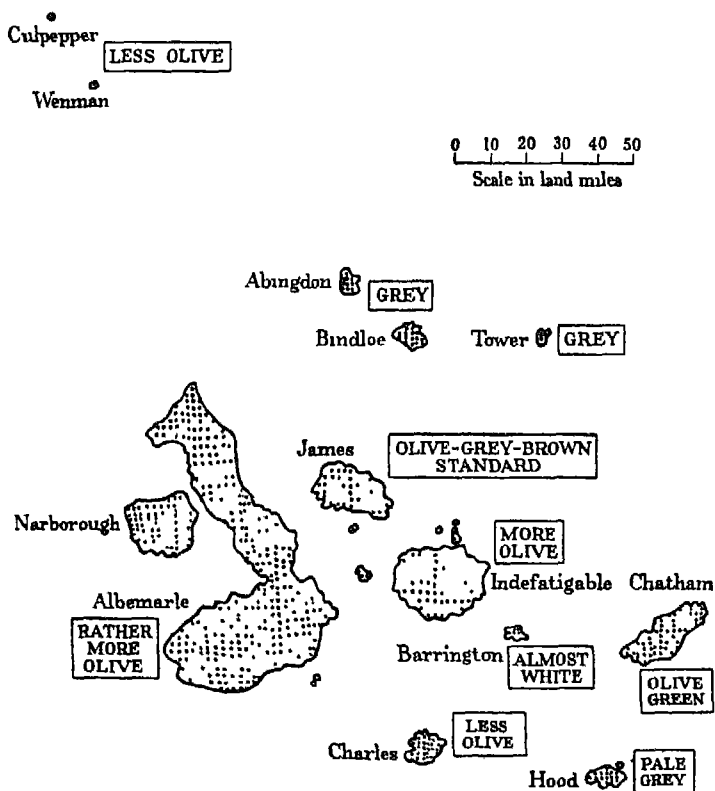 Culpepper
LESS OLIVE
Wenman
0 10 20 30 40 50
Scale in land miles
Abingdon
GREY
Bindloe
Tower
GREY
James
OLIVE-GREY-BROWN
STANDARD
Narborough
MORE
OLIVE
Indefatigable
Chatham
Albemarle
RATHER
MORE
OLIVE
Barrington
ALMOST
WHITE
OLIVE
GREEN
Charles
LESS
OLIVE
Hood
PALE
GREY